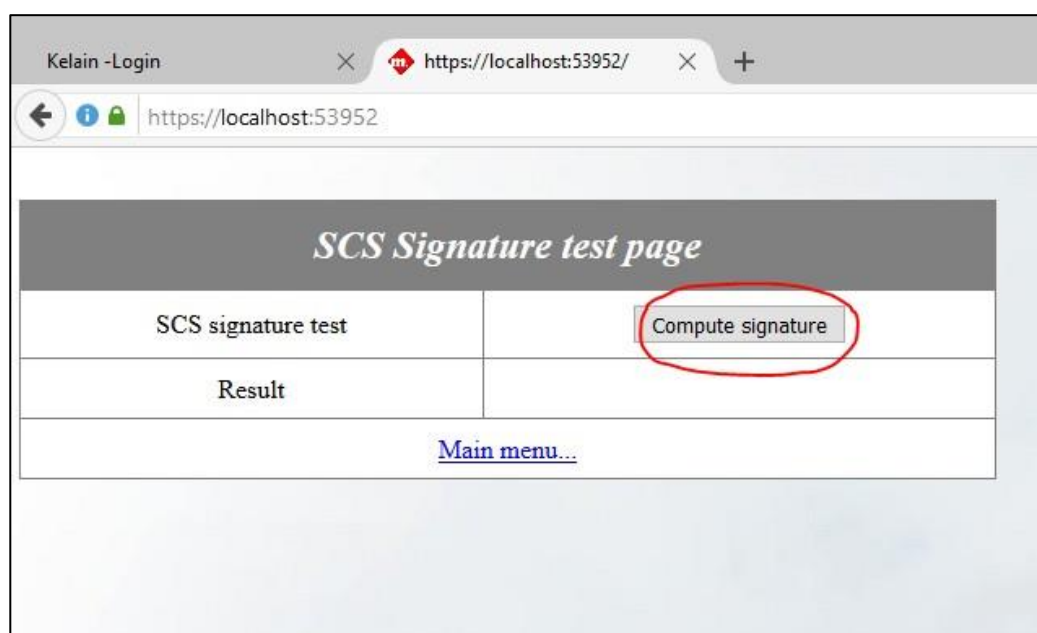 Kelain -Login
m. https://localhost:53952/
https://localhost:53952
SCS Signature test page
SCS signature test Compute signature
Result
Main menu...